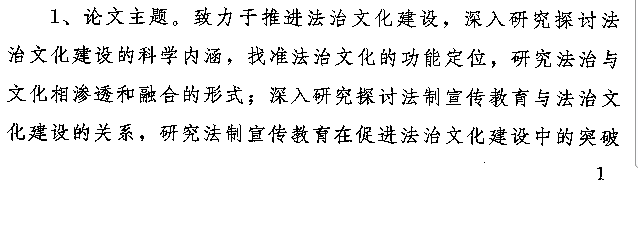 1、论文主题。致力于推进法治文化建设，深入研究探讨法
治文化建设的科学内涵，找准法治文化的功能定位，研究法治与
文化相渗透和融合的形式；深入研究探讨法制宣传教育与法治文
化建设的关系，研究法制宣传教育在促进法治文化建设中的突破
1